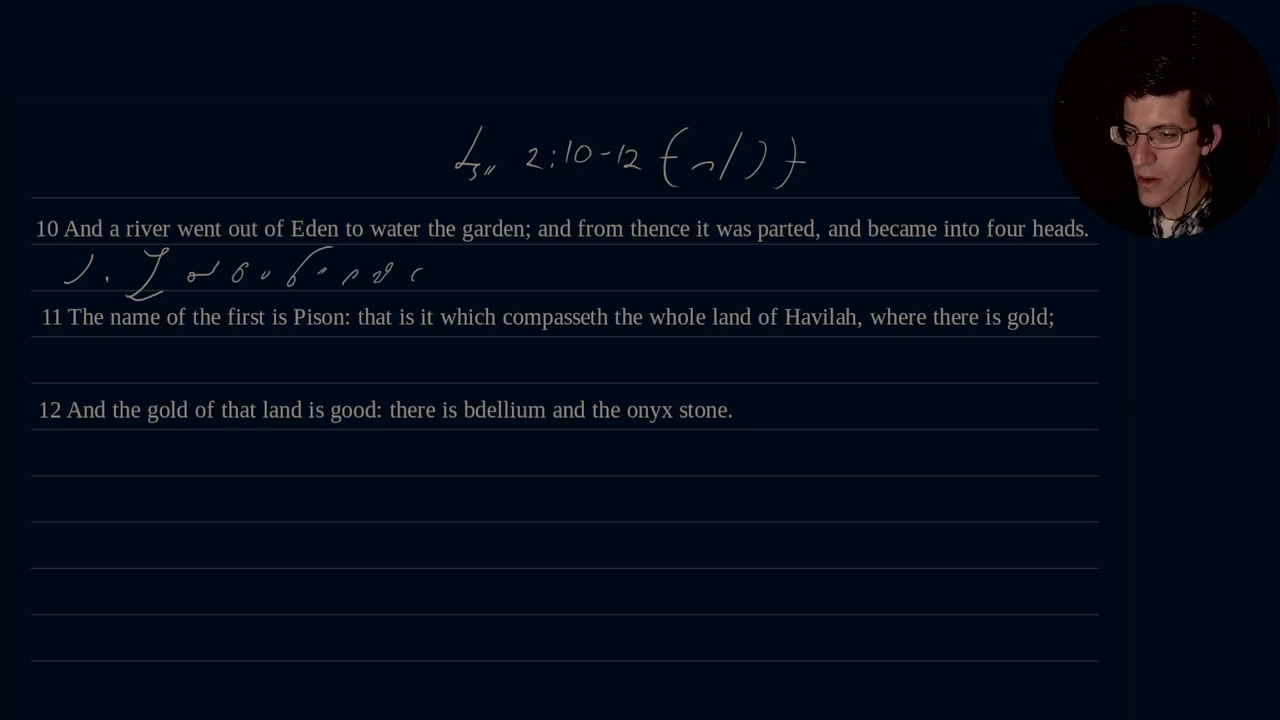 2:10-12
10 And a river went out of Eden to water the garden; and from thence it was parted, and became into four heads.
11 The name of the first is Pison: that is it which compasseth the whole land of Havilah, where there is gold;
12 And the gold of that land is good: there is bdellium and the onyx stone.